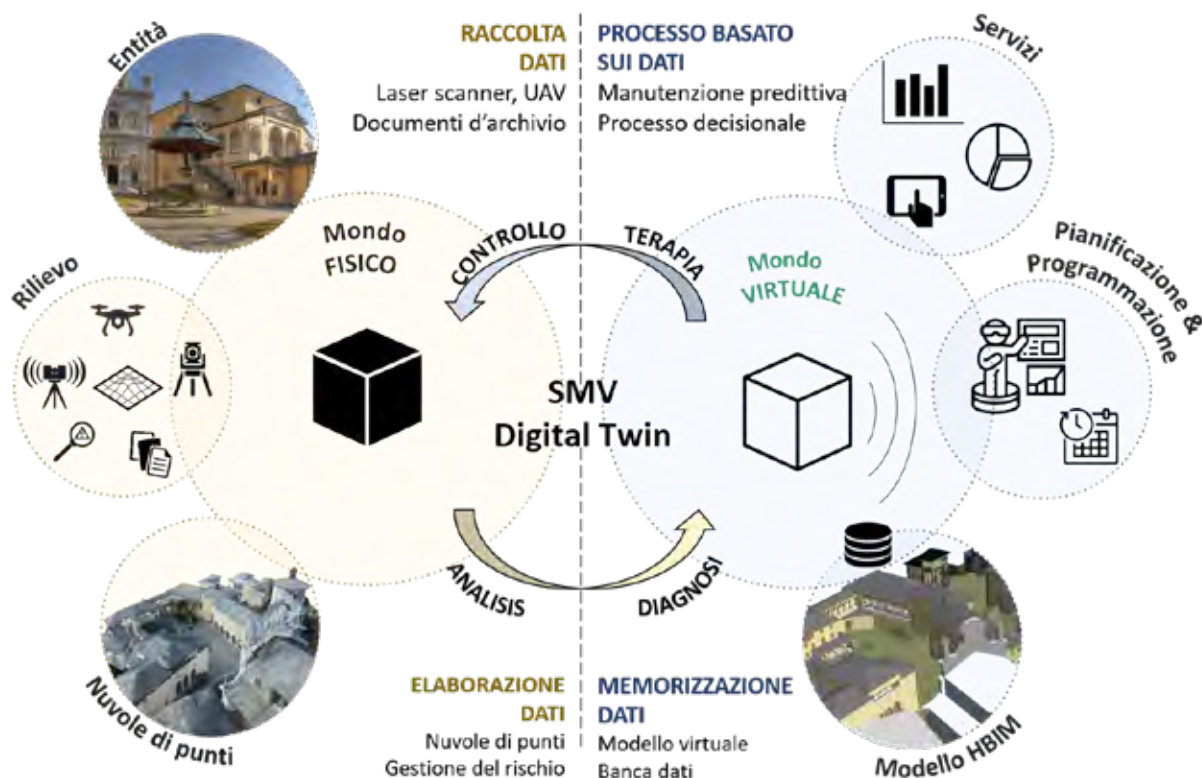 Entità
RACCOLTA
DATI
Laser scanner, UAV
Documenti d'archivio
PROCESSO BASATO
SUI DATI
Manutenzione predittiva
Processo decisionale
Servizi
Rilievo
Mondo
FISICO
CONTROLLO
TERAPIA
Mondo
VIRTUALE
Pianificazione &
Programmazione
SMV
Digital Twin
ANALISIS
DIAGNOSI
Nuvole di punti
ELABORAZIONE
DATI
Nuvole di punti
Gestione del rischio
MEMORIZZAZIONE
DATI
Modello virtuale
Banca dati
Modello HBIM